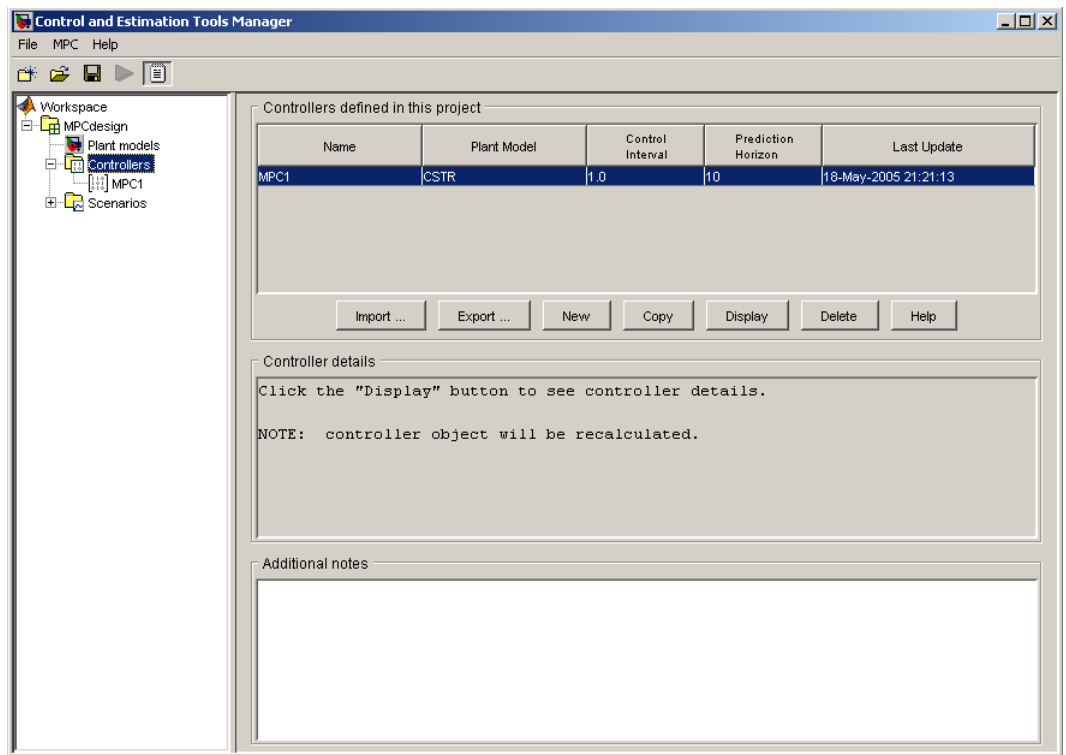 Control and Estimation Tools Manager
File MPC Help
Workspace
MPCdesign
Plant models
Controllers
MPC1
Scenarios
Controllers defined in this project
Name Plant Model Control Interval Prediction Horizon Last Update
MPC1 CSTR 1.0 10 18-May-2005 21:21:13
Import ... Export ... New Copy Display Delete Help
Controller details
Click the "Display" button to see controller details.
NOTE: controller object will be recalculated.
Additional notes